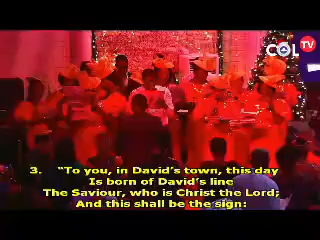 COL TV
3. "To you, in David's town, this day
Is born of David's line
The Saviour, who is Christ the Lord;
And this shall be the sign: